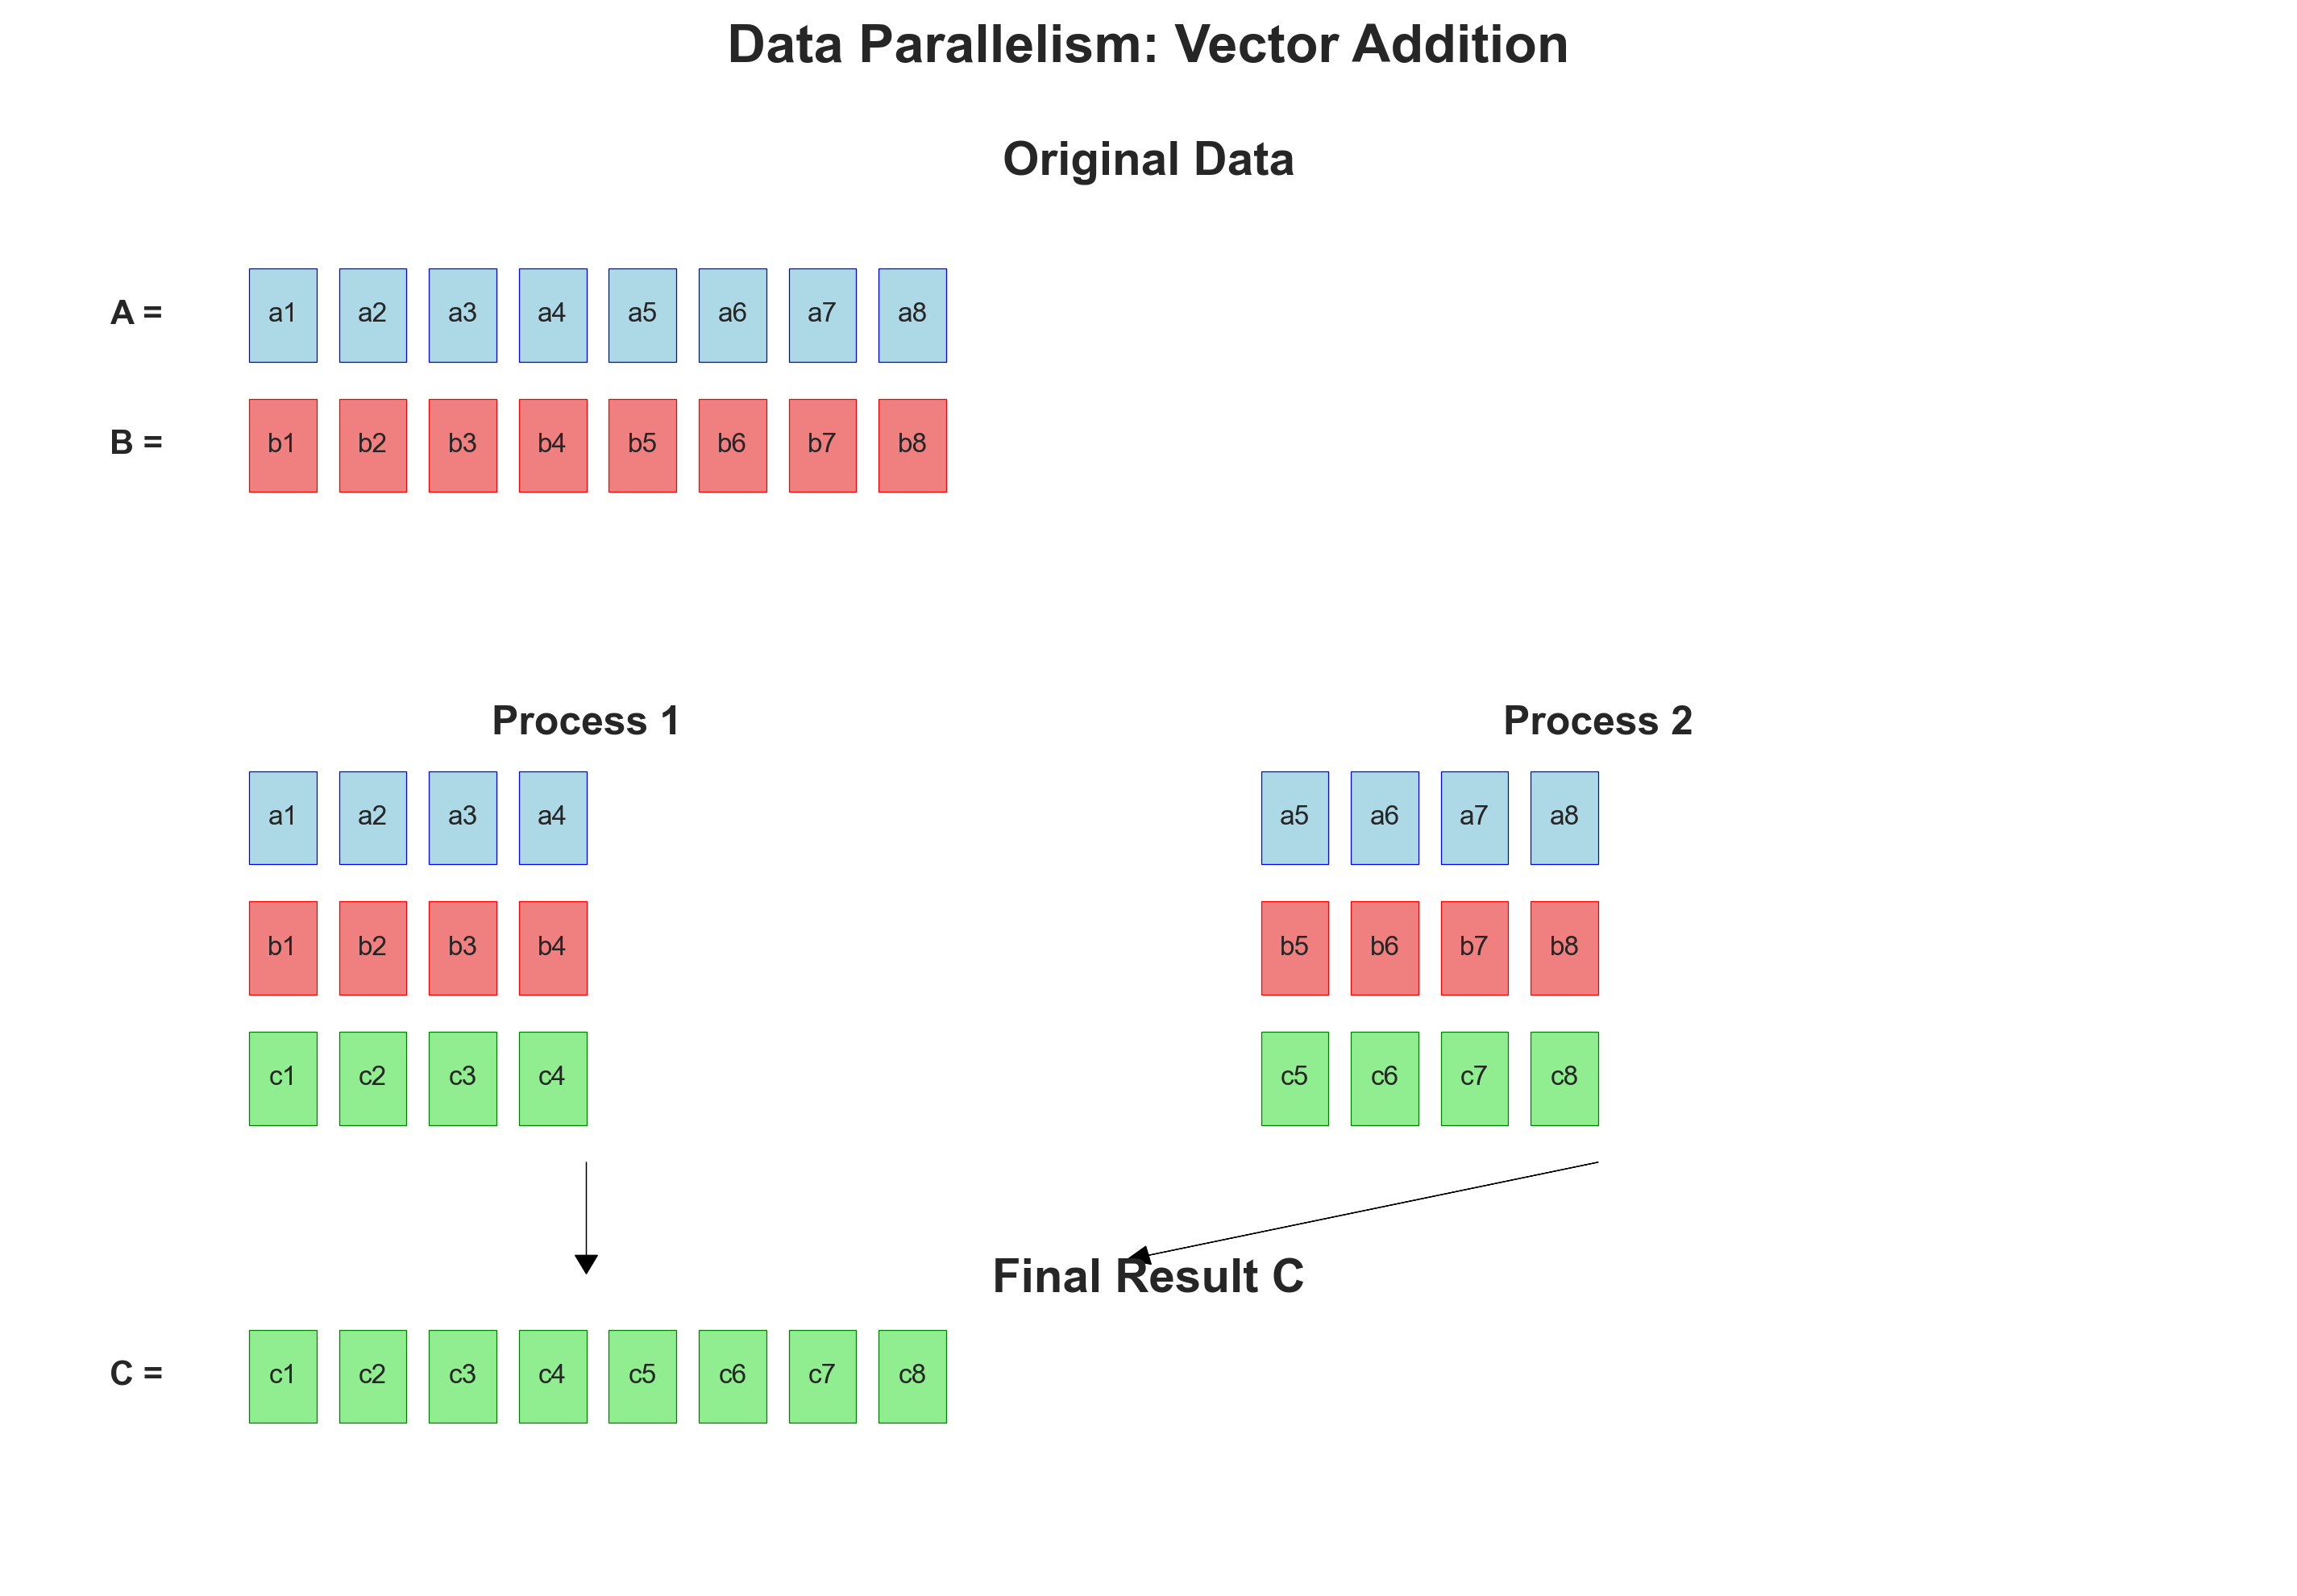 Data Parallelism: Vector Addition
Original Data
A = a1 a2 a3 a4 a5 a6 a7 a8
B = b1 b2 b3 b4 b5 b6 b7 b8
Process 1
a1 a2 a3 a4
b1 b2 b3 b4
c1 c2 c3 c4
Process 2
a5 a6 a7 a8
b5 b6 b7 b8
c5 c6 c7 c8
Final Result C
C = c1 c2 c3 c4 c5 c6 c7 c8